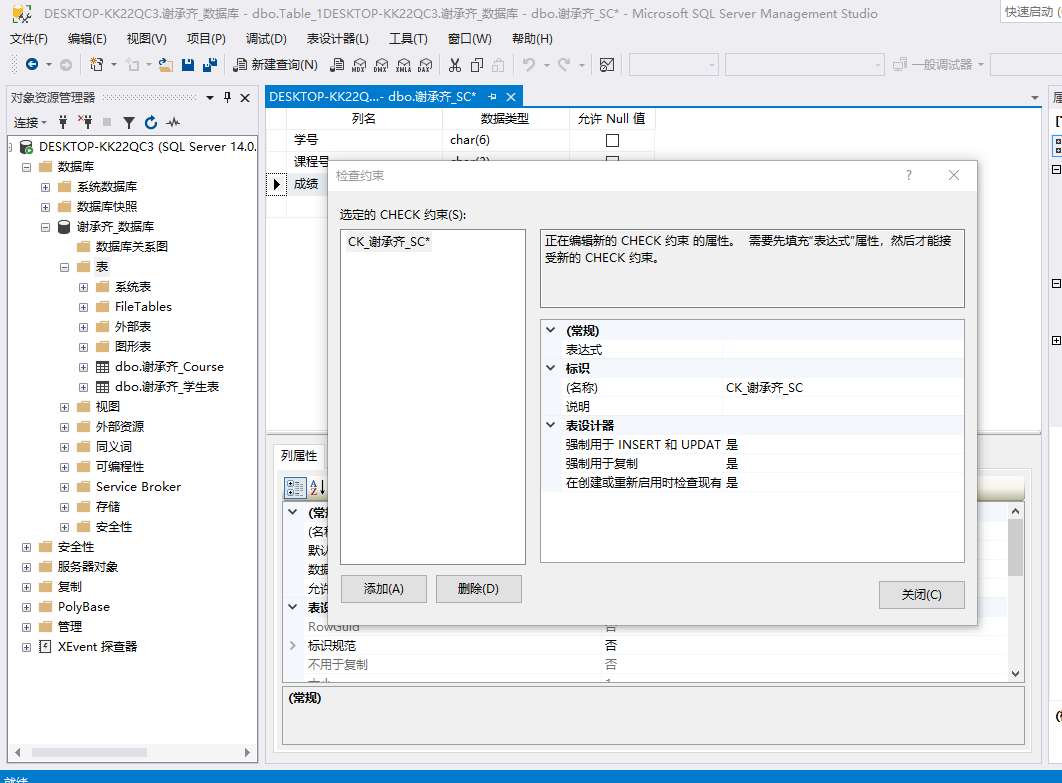 DESKTOP-KK22QC3.谢承齐_数据库 - dbo.Table_1DESKTOP-KK22QC3.谢承齐_数据库 - dbo.谢承齐_SC* - Microsoft SQL Server Management Studio
快速启动 (
文件(F) 编辑(E) 视图(V) 项目(P) 调试(D) 表设计器(L) 工具(T) 窗口(W) 帮助(H)
新建查询(N) MDX DMX XMLA DAX 一般调试器
对象资源管理器
连接
DESKTOP-KK22QC3 (SQL Server 14.0.
数据库
系统数据库
数据库快照
谢承齐_数据库
数据库关系图
表
系统表
FileTables
外部表
图形表
dbo.谢承齐_Course
dbo.谢承齐_学生表
视图
外部资源
同义词
可编程性
Service Broker
存储
安全性
安全性
服务器对象
复制
PolyBase
管理
XEvent 探查器
DESKTOP-KK22Q...- dbo.谢承齐_SC*
列名 数据类型 允许 Null 值
学号 char(6)
课程号
成绩
检查约束
?
选定的 CHECK 约束(S):
CK_谢承齐_SC*
正在编辑新的 CHECK 约束 的属性。 需要先填充“表达式”属性，然后才能接
受新的 CHECK 约束。
(常规)
表达式
标识
(名称) CK_谢承齐_SC
说明
表设计器
强制用于 INSERT 和 UPDAT 是
强制用于复制 是
在创建或重新启用时检查现有 是
添加(A) 删除(D) 关闭(C)
列属性
RowGuid 否
标识规范 否
不用于复制 否
(常规)
就绪